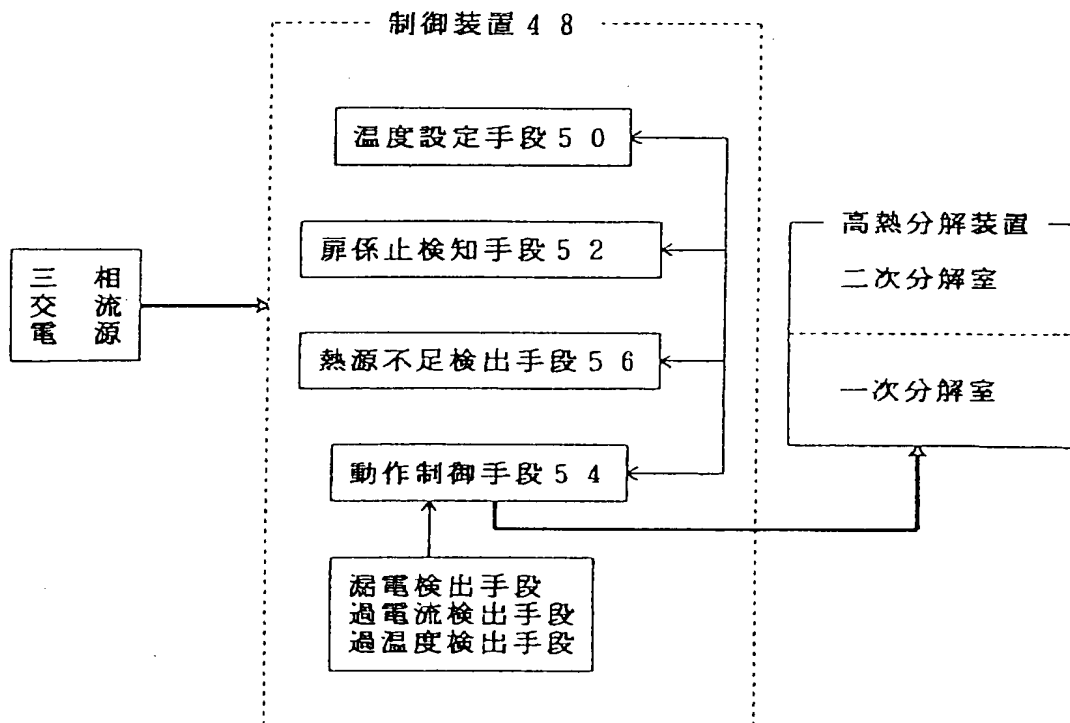 制御装置48
温度設定手段50
扉係止検知手段52
熱源不足検出手段56
動作制御手段54
漏電検出手段
過電流検出手段
過温度検出手段
三相
交流
電源
高熱分解装置
二次分解室
一次分解室